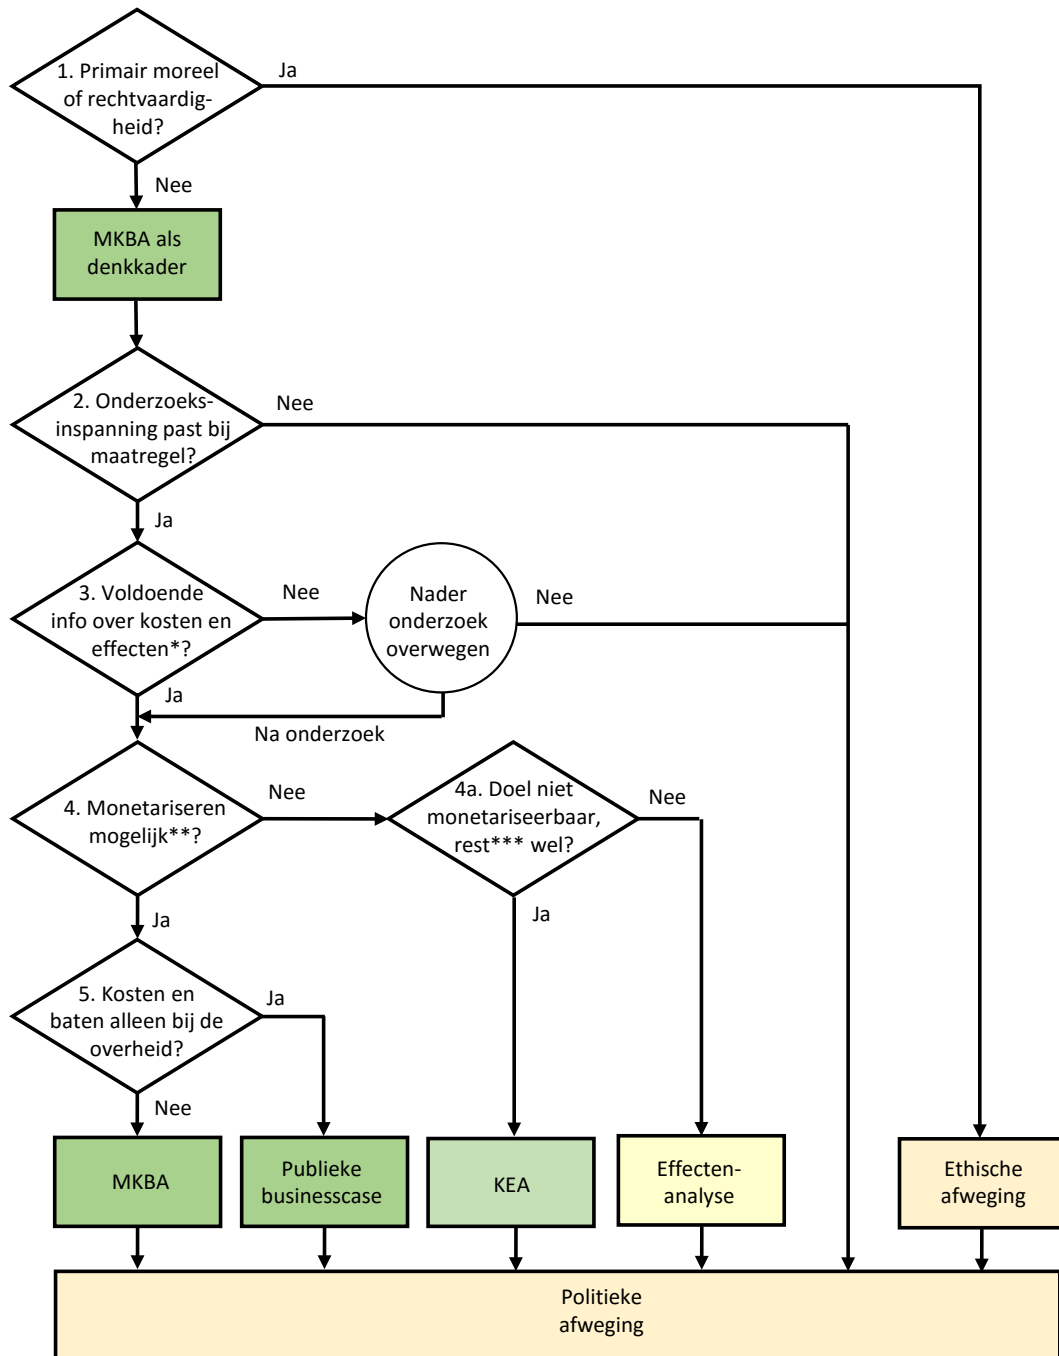 Ja
1. Primair moreel
of rechtvaardig-
heid?
Nee
MKBA als
denkkader
2. Onderzoeks-
inspanning past bij
maatregel?
Nee
Ja
3. Voldoende
info over kosten en
effecten*?
Nee
Nader
onderzoek
overwegen
Nee
Ja
Na onderzoek
4. Monetariseren
mogelijk**?
Nee
4a. Doel niet
monetariseerbaar,
rest*** wel?
Nee
Ja
Ja
5. Kosten en
baten alleen bij de
overheid?
Ja
Nee
MKBA
Publieke
businesscase
KEA
Effecten-
analyse
Ethische
afweging
Politieke
afweging